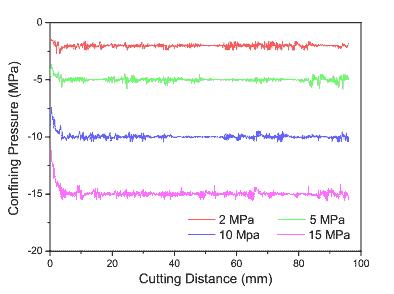 0
-5
-10
-15
-20
Confining Pressure (MPa)
2 MPa
5 MPa
10 Mpa
15 MPa
0
20
40
60
80
100
Cutting Distance (mm)